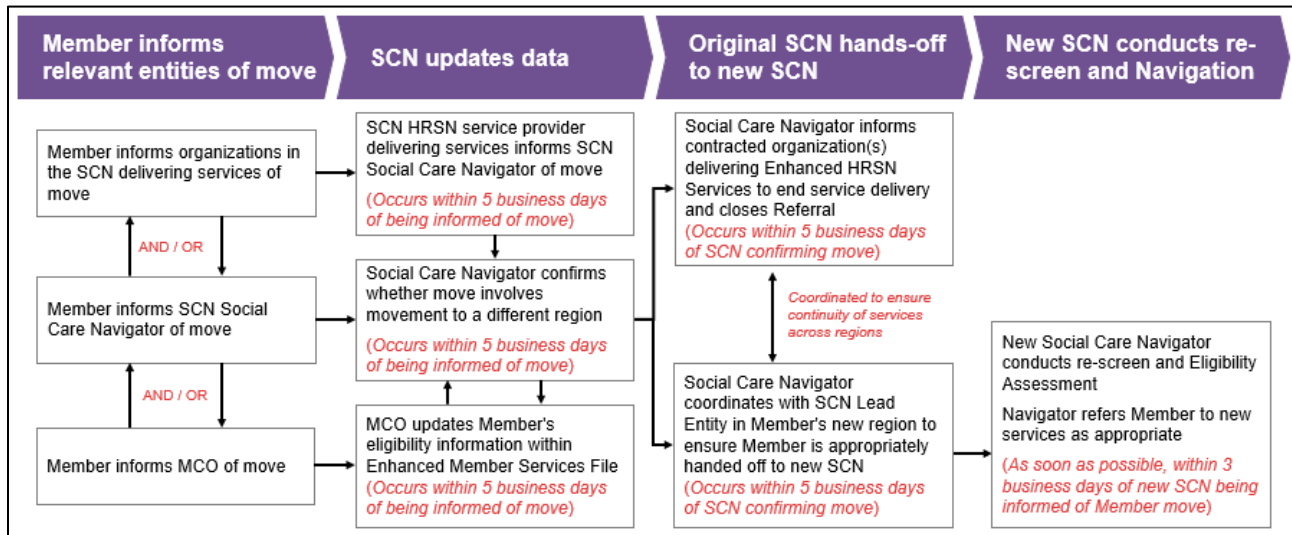 Member informs
relevant entities of move
SCN updates data
Original SCN hands-off
to new SCN
New SCN conducts re-
screen and Navigation
Member informs organizations in
the SCN delivering services of
move
AND / OR
Member informs SCN Social
Care Navigator of move
AND / OR
Member informs MCO of move
SCN HRSN service provider
delivering services informs SCN
Social Care Navigator of move
(Occurs within 5 business days
of being informed of move)
Social Care Navigator confirms
whether move involves
movement to a different region
(Occurs within 5 business days
of being informed of move)
MCO updates Member's
eligibility information within
Enhanced Member Services File
(Occurs within 5 business days
of being informed of move)
Social Care Navigator informs
contracted organization(s)
delivering Enhanced HRSN
Services to end service delivery
and closes Referral
(Occurs within 5 business days
of SCN confirming move)
Coordinated to ensure
continuity of services
across regions
Social Care Navigator
coordinates with SCN Lead
Entity in Member's new region to
ensure Member is appropriately
handed off to new SCN
(Occurs within 5 business days
of SCN confirming move)
New Social Care Navigator
conducts re-screen and Eligibility
Assessment
Navigator refers Member to new
services as appropriate
(As soon as possible, within 3
business days of new SCN being
informed of Member move)